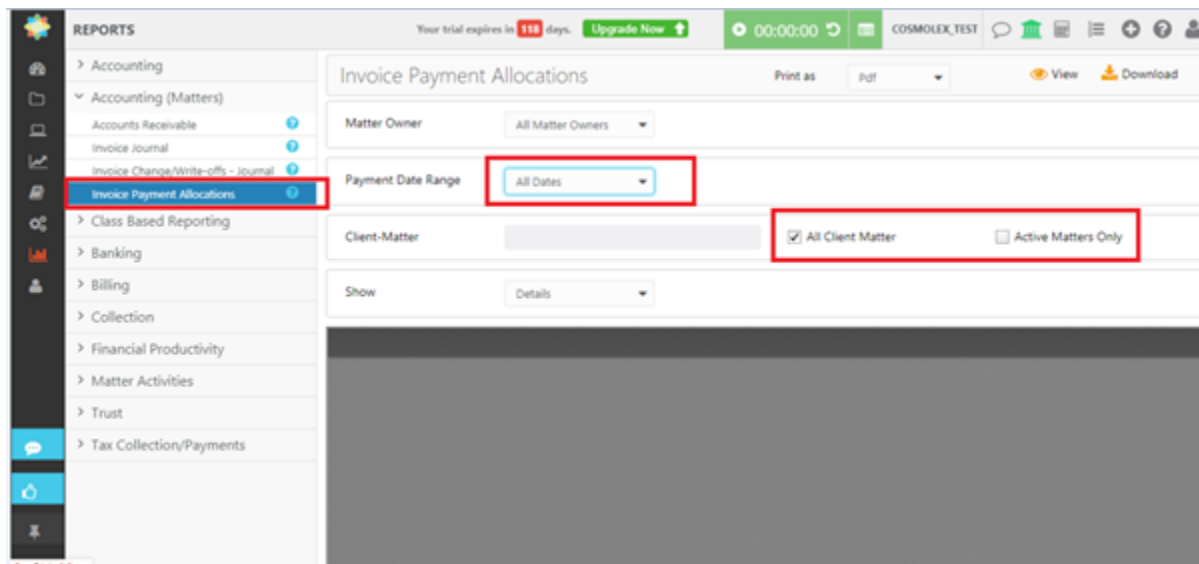 REPORTS
Your trial expires in 118 days. Upgrade Now
00:00:00
COSMOLEX_TEST
Accounting
Accounting (Matters)
Accounts Receivable
Invoice Journal
Invoice Change/Write-offs - Journal
Invoice Payment Allocations
Class Based Reporting
Banking
Billing
Collection
Financial Productivity
Matter Activities
Trust
Tax Collection/Payments
Invoice Payment Allocations
Print as Pdf View Download
Matter Owner All Matter Owners
Payment Date Range All Dates
Client-Matter All Client Matter Active Matters Only
Show Details